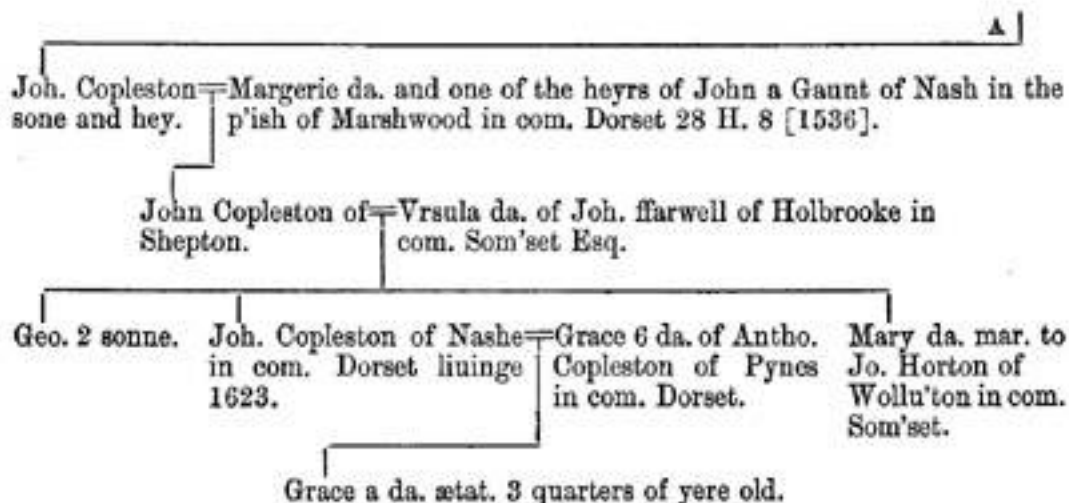 A
Joh. Copleston=Margerie da. and one of the heyrs of John a Gaunt of Nash in the
sone and hey. p'ish of Marshwood in com. Dorset 28 H. 8 [1536].
John Copleston of=Vrsula da. of Joh. ffarwell of Holbrooke in
Shepton. com. Som'set Esq.
Geo. 2 sonne.
Joh. Copleston of Nashe=Grace 6 da. of Antho.
in com. Dorset liuinge Copleston of Pynes
1623. in com. Dorset.
Mary da. mar. to
Jo. Horton of
Wollu'ton in com.
Som'set.
Grace a da. ætat. 3 quarters of yere old.